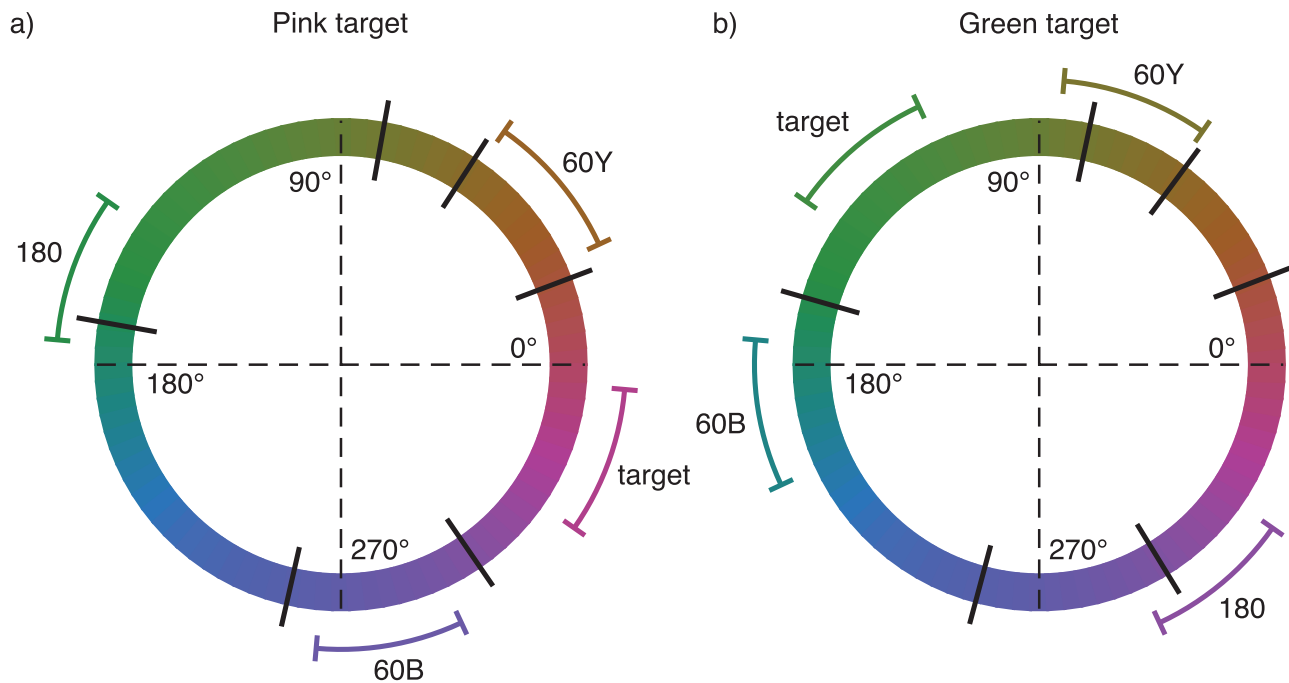 a)
Pink target
60Y
90°
180
0°
180°
target
270°
60B
b)
Green target
60Y
target
90°
0°
180°
60B
270°
180